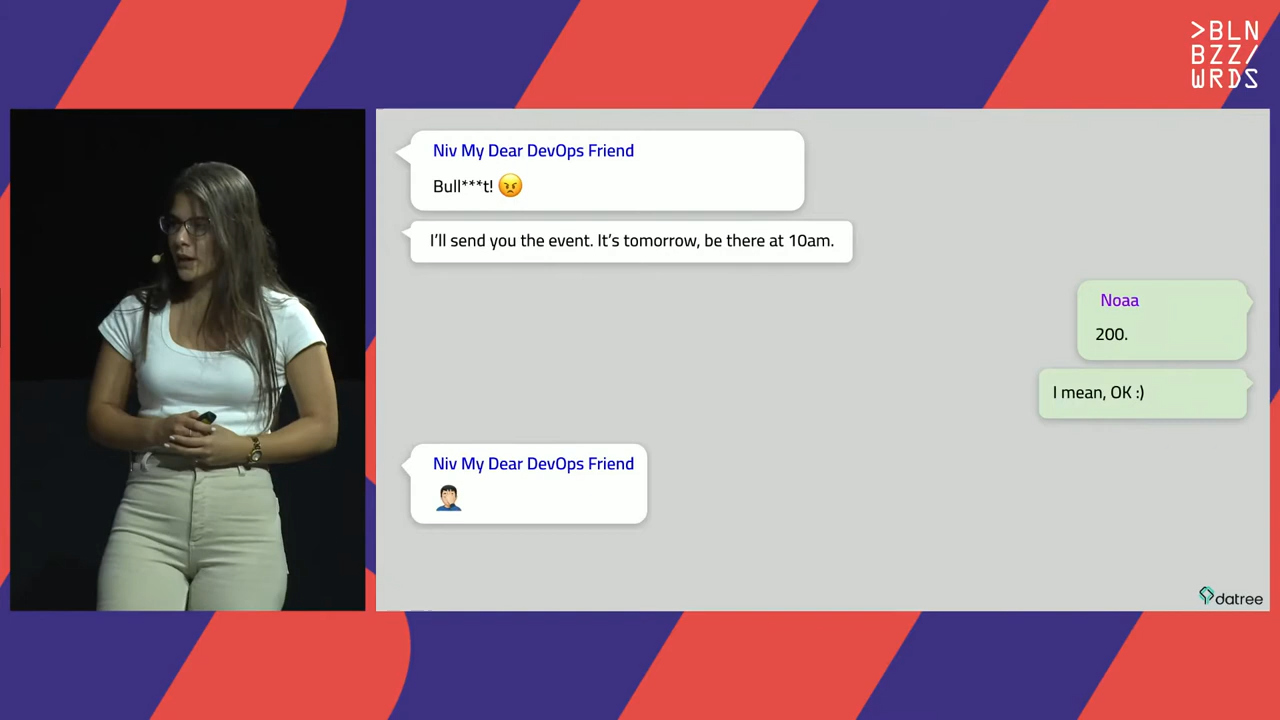 >BLN
BZZ/
WRDS
Niv My Dear DevOps Friend
Bull***t! 😡
I’ll send you the event. It’s tomorrow, be there at 10am.
Noaa
200.
I mean, OK :)
Niv My Dear DevOps Friend
🤦🏻‍♂️
datree